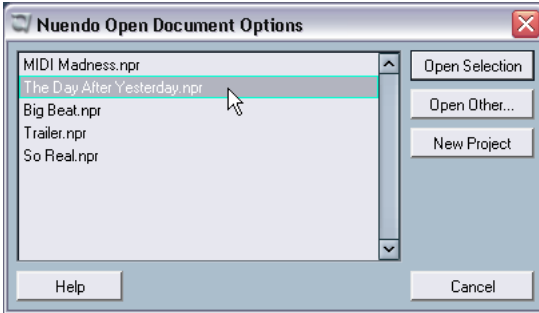 Nuendo Open Document Options
MIDI Madness.npr
The Day After Yesterday.npr
Big Beat.npr
Trailer.npr
So Real.npr
Open Selection
Open Other...
New Project
Help
Cancel